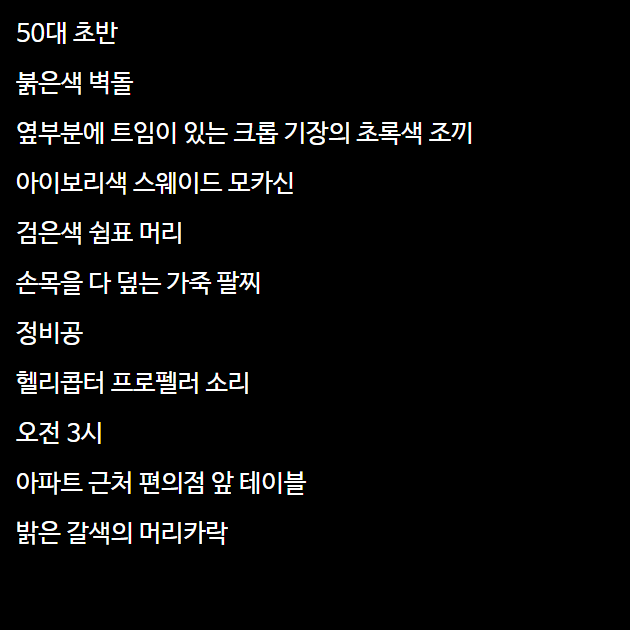 50대 초반
붉은색 벽돌
옆부분에 트임이 있는 크롭 기장의 초록색 조끼
아이보리색 스웨이드 모카신
검은색 쉼표 머리
손목을 다 덮는 가죽 팔찌
정비공
헬리콥터 프로펠러 소리
오전 3시
아파트 근처 편의점 앞 테이블
밝은 갈색의 머리카락